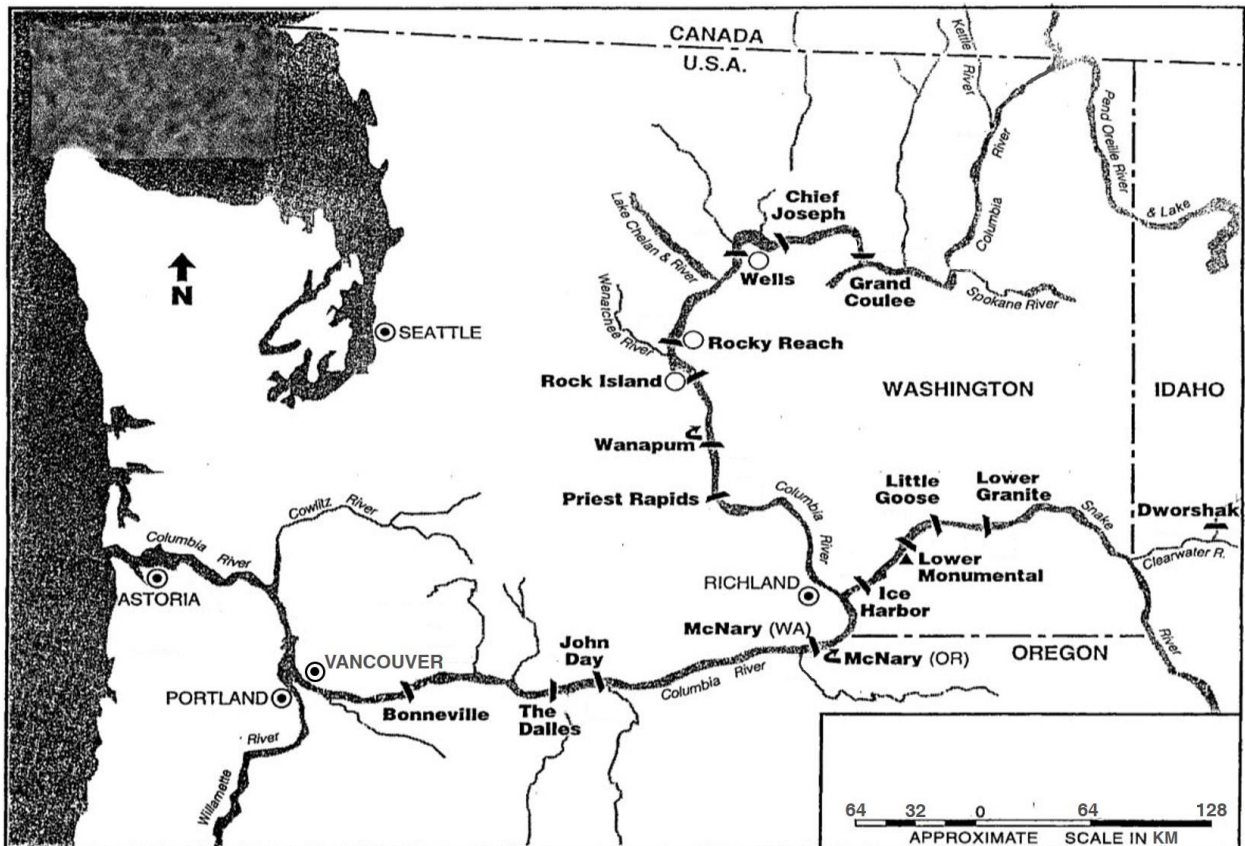 CANADA
U.S.A.
Kettle River
Pend Oreille River
& Lake
Columbia
River
Lake Chelan & River
Chief
Joseph
Wells
Grand
Coulee
Spokane River
Wenatchee
River
SEATTLE
N
Rocky Reach
Rock Island
WASHINGTON
IDAHO
Wanapum
Priest Rapids
Columbia
River
Little
Goose
Lower
Granite
Snake
Dworshak
Clearwater R.
Cowlitz River
Columbia
River
ASTORIA
RICHLAND
Lower
Monumental
Ice
Harbor
McNary (WA)
McNary (OR)
OREGON
River
John
Day
VANCOUVER
PORTLAND
Bonneville
The
Dalles
Columbia River
River
Willamette
64 32 0 64 128
APPROXIMATE SCALE IN KM